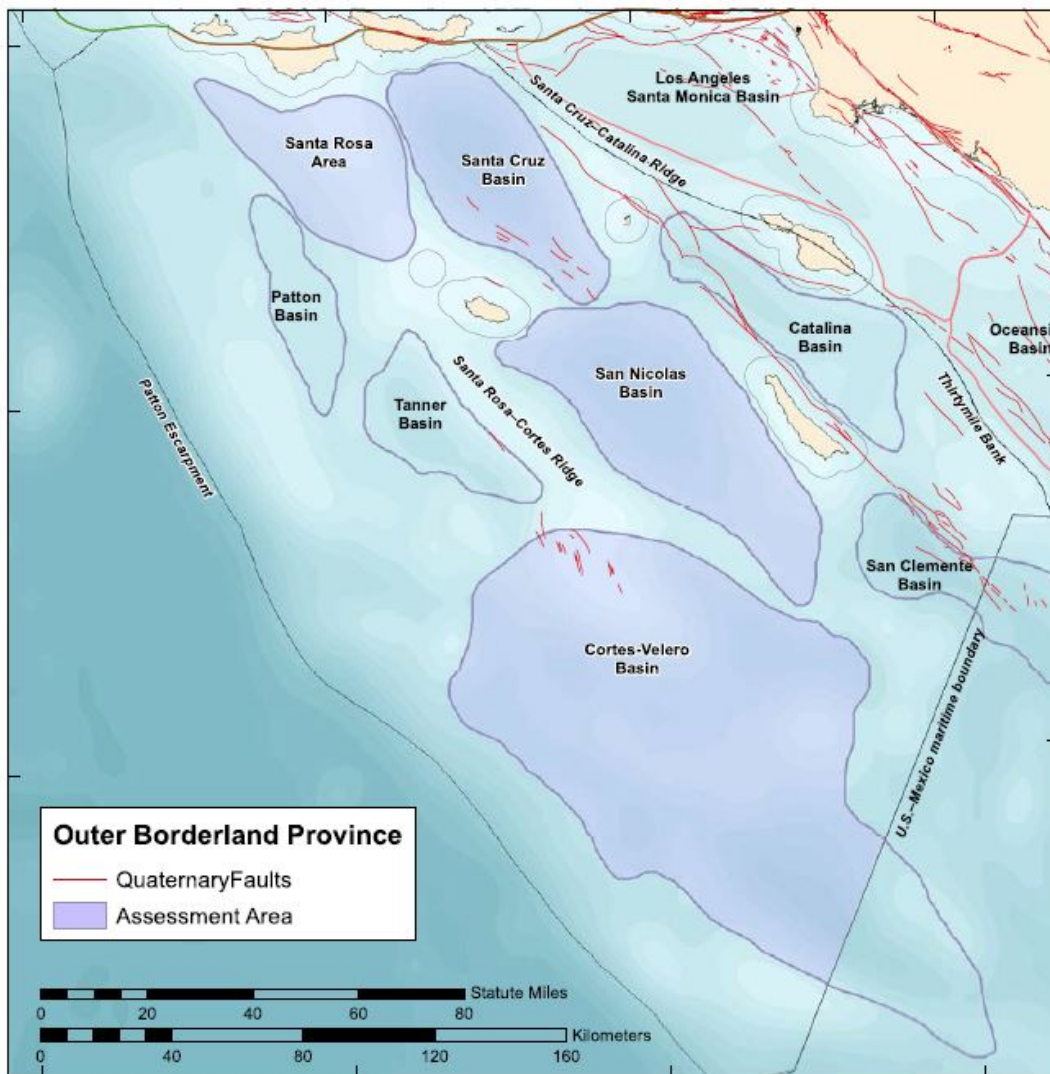 Los Angeles
Santa Monica Basin
Santa Cruz–Catalina Ridge
Santa Rosa
Area
Santa Cruz
Basin
Patton
Basin
Catalina
Basin
Oceansi
Basin
San Nicolas
Basin
Tanner
Basin
Santa Rosa–Cortes Ridge
Thirtymile Bank
Patton Escarpment
San Clemente
Basin
Cortes-Velero
Basin
U.S.–Mexico maritime boundary
Outer Borderland Province
QuaternaryFaults
Assessment Area
Statute Miles
0 20 40 60 80
Kilometers
0 40 80 120 160